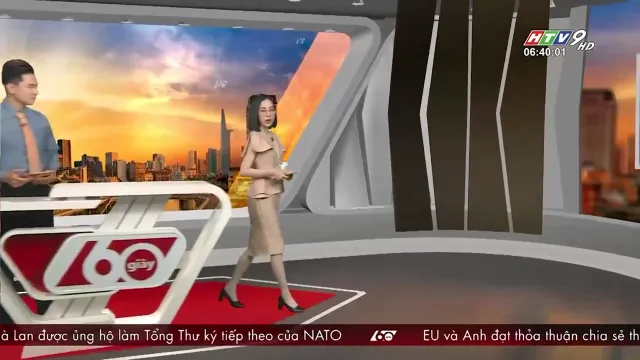 HTV9 HD
06:40:01
60 giây
à Lan được ủng hộ làm Tổng Thư ký tiếp theo của NATO 60 EU và Anh đạt thỏa thuận chia sẻ th